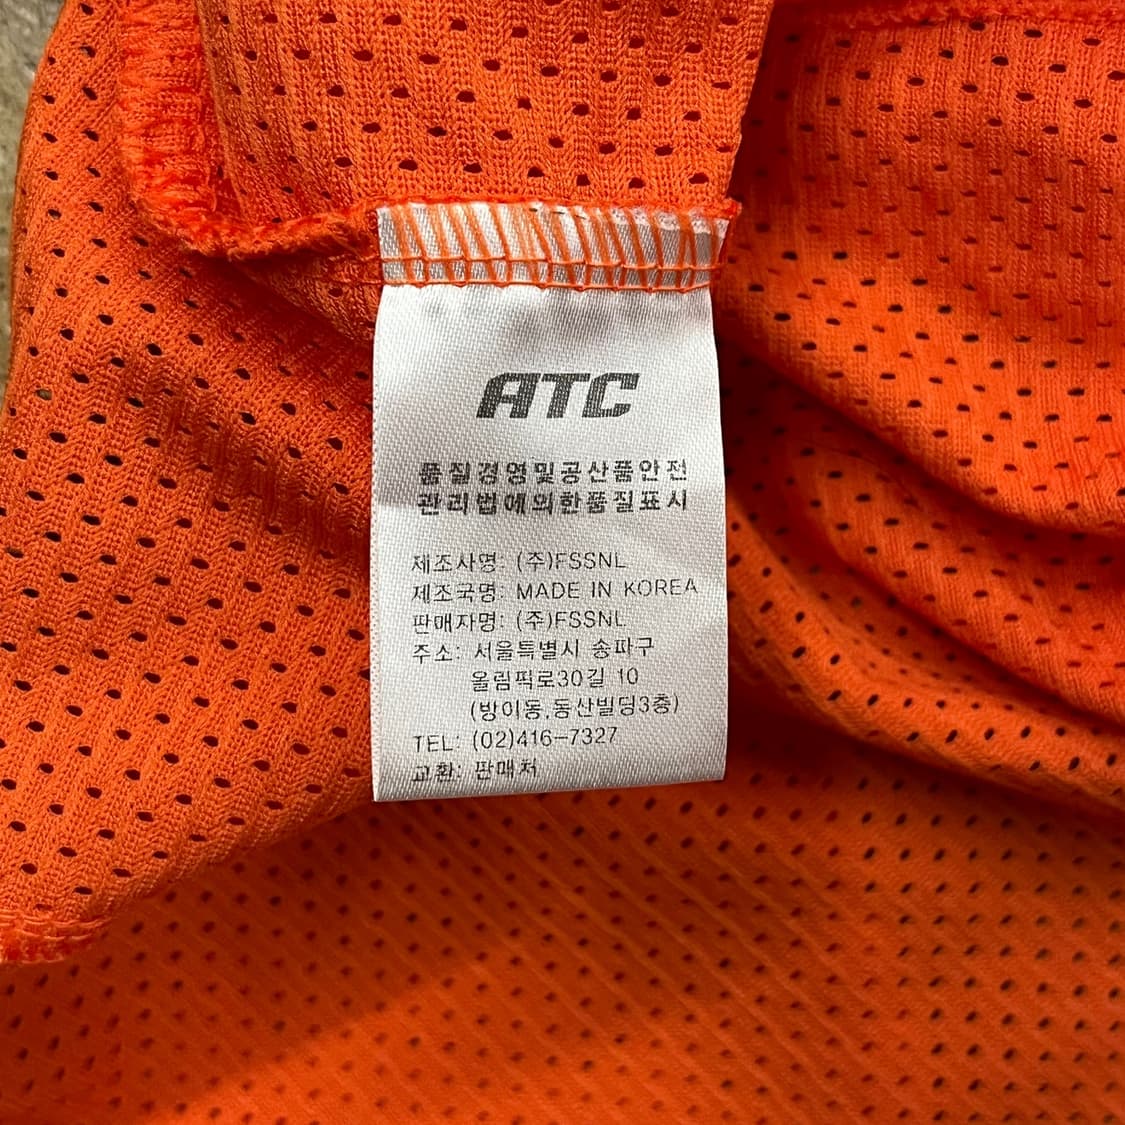 ATC
품질경영및공산품안전
관리법에의한품질표시
제조사명: (주)FSSNL
제조국명: MADE IN KOREA
판매자명: (주)FSSNL
주소: 서울특별시 송파구
올림픽로30길 10
(방이동,동산빌딩3층)
TEL: (02)416-7327
교환: 판매처